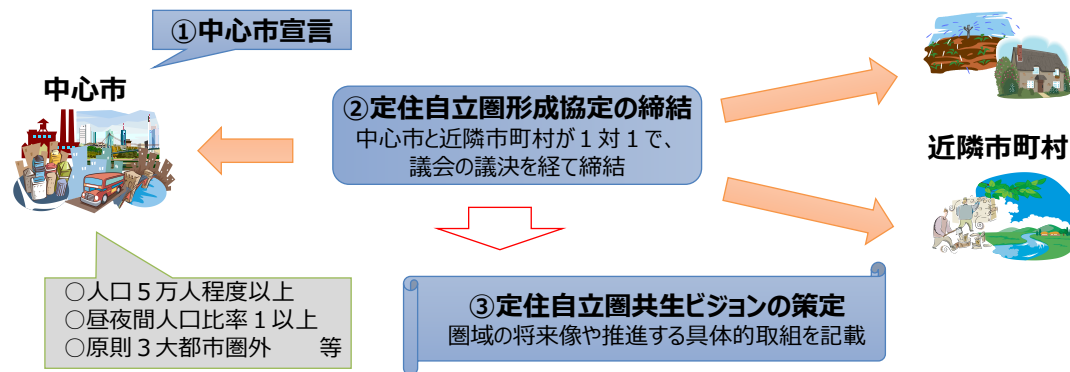 ①中心市宣言
中心市
②定住自立圏形成協定の締結
中心市と近隣市町村が１対１で、
議会の議決を経て締結
近隣市町村
○人口５万人程度以上
○昼夜間人口比率１以上
○原則３大都市圏外　　等
③定住自立圏共生ビジョンの策定
圏域の将来像や推進する具体的取組を記載